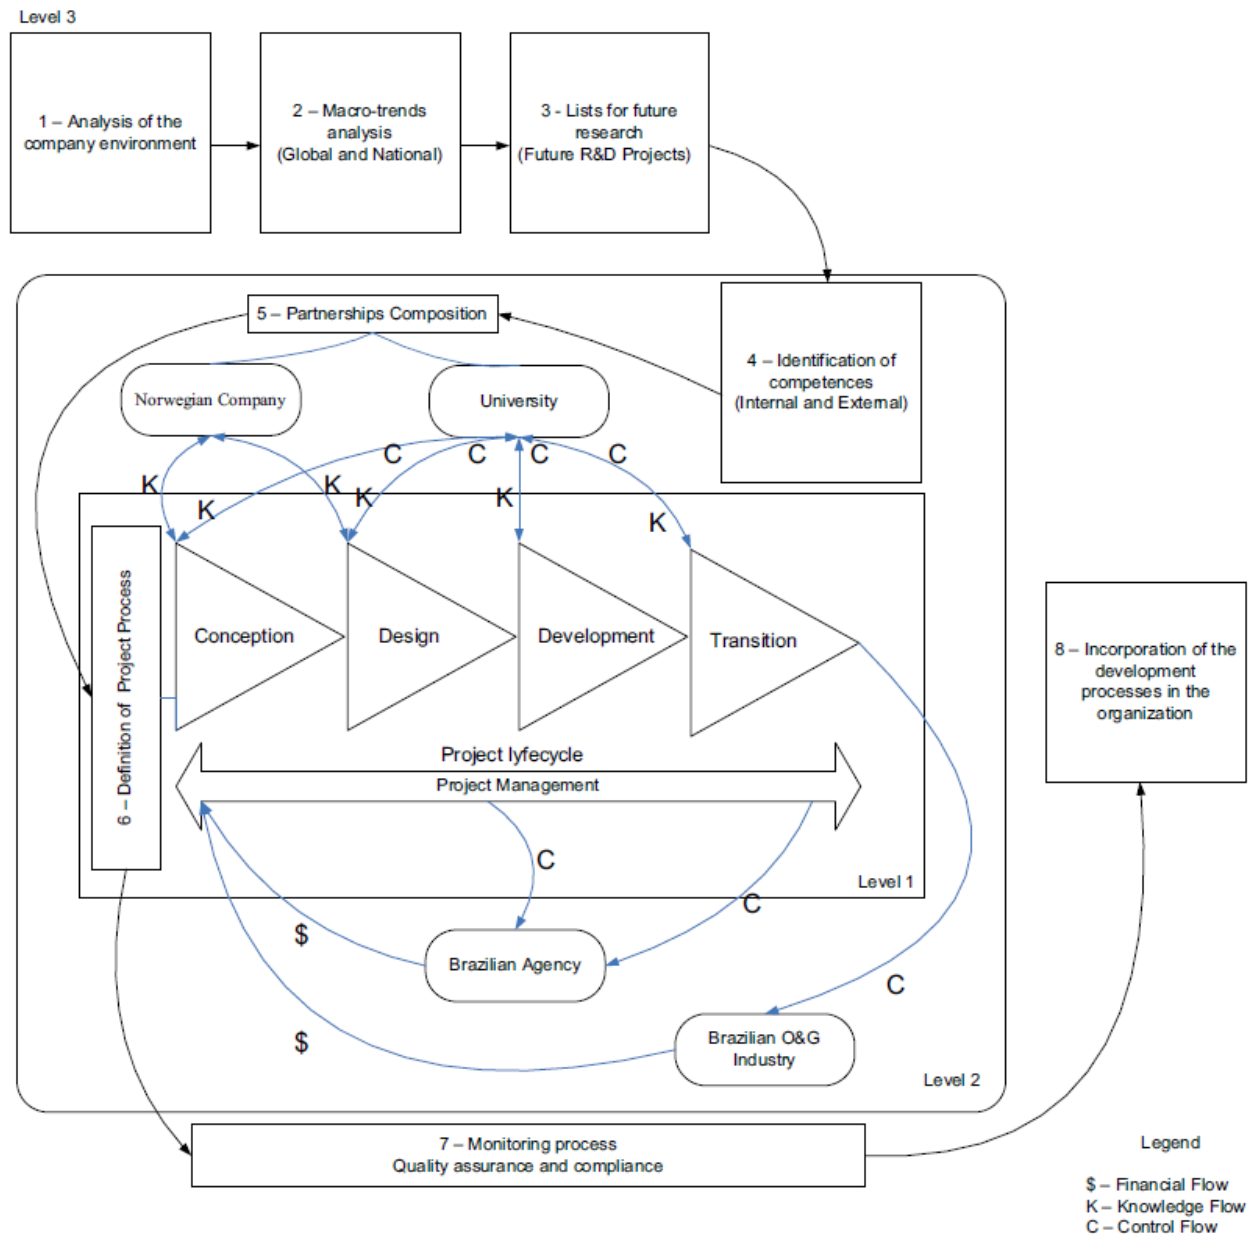 Level 3
1 – Analysis of the
company environment
2 – Macro-trends
analysis
(Global and National)
3 - Lists for future
research
(Future R&D Projects)
4 – Identification of
competences
(Internal and External)
5 – Partnerships Composition
Norwegian Company
University
C
C
C
C
K
K
K
K
K
K
6 – Definition of Project Process
Conception
Design
Development
Transition
Project lyfecycle
Project Management
C
C
Level 1
$
Brazilian Agency
C
$
Brazilian O&G
Industry
Level 2
7 – Monitoring process
Quality assurance and compliance
8 – Incorporation of the
development
processes in the
organization
Legend
$ – Financial Flow
K – Knowledge Flow
C – Control Flow